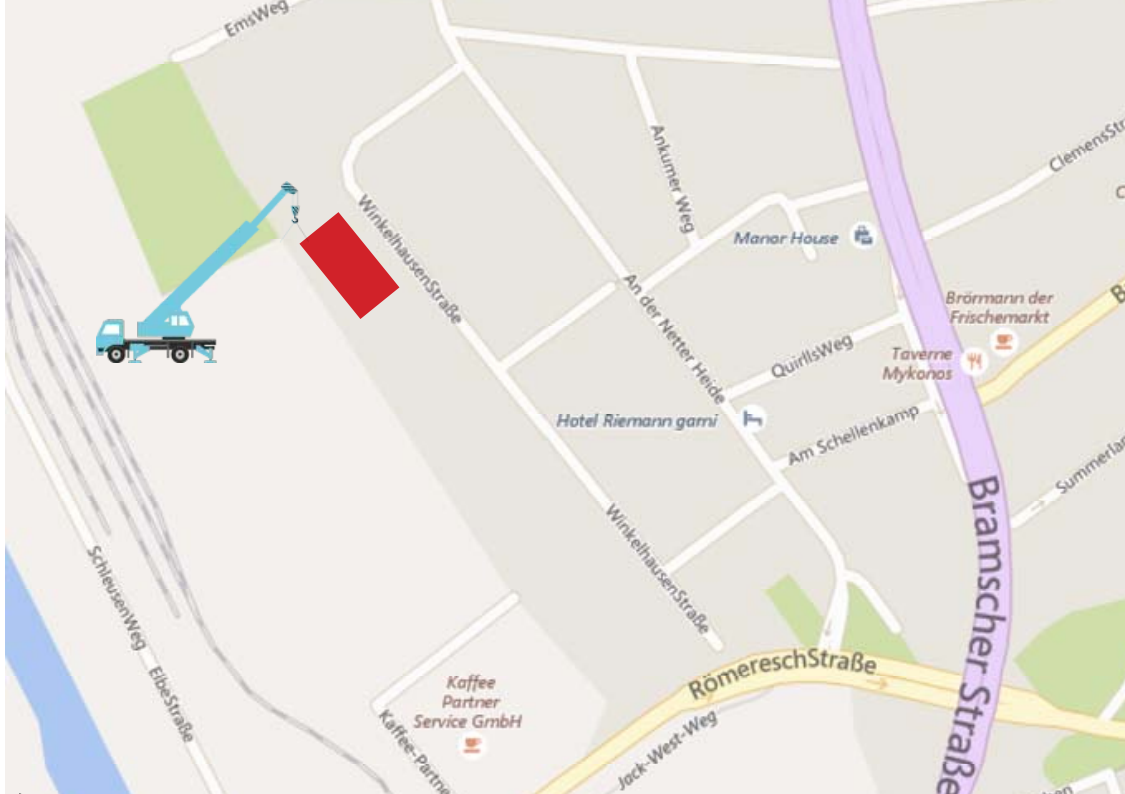 EmsWeg
Ankumer Weg
ClemensStr
WinkelhausenStraße
Manor House
An der Netter Heide
Brörmann der
Frischemarkt
QuirllsWeg
Taverne
Mykonos
Hotel Riemann garni
Am Schellenkamp
Summerlan
Bramscher Straße
WinkelhausenStraße
SchleusenWeg
ElbeStraße
RömereschStraße
Kaffee
Partner
Service GmbH
Kaffee-Partne
Jack-West-Weg